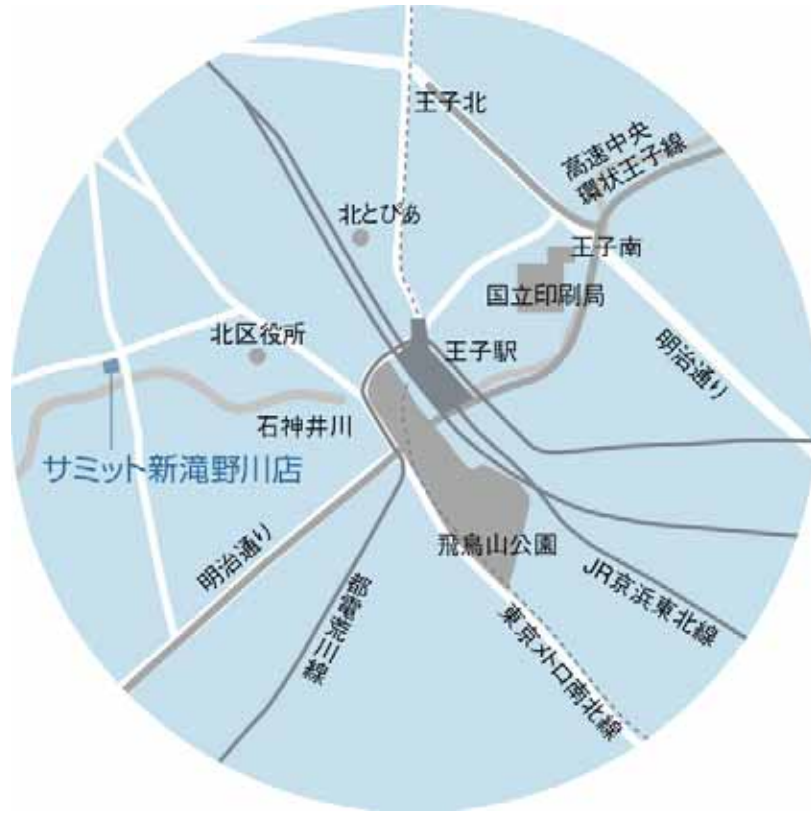 王子北
高速中央
環状王子線
北とぴあ
王子南
国立印刷局
北区役所
王子駅
明治通り
石神井川
サミット新滝野川店
飛鳥山公園
明治通り
都電荒川線
JR京浜東北線
東京メトロ南北線